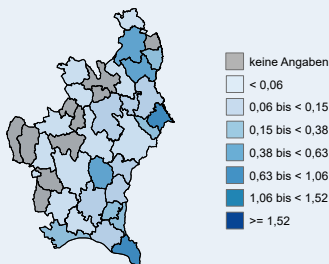 keine Angaben
< 0,06
0,06 bis < 0,15
0,15 bis < 0,38
0,38 bis < 0,63
0,63 bis < 1,06
1,06 bis < 1,52
>= 1,52